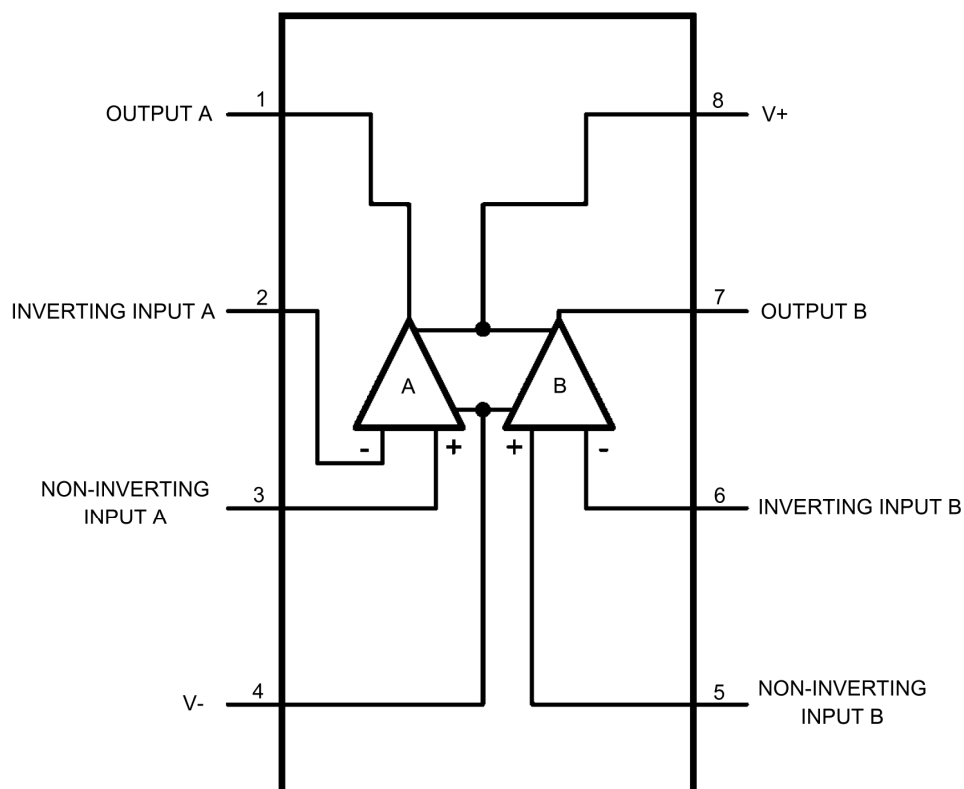 1
OUTPUT A
8
V+
2
INVERTING INPUT A
7
OUTPUT B
A
B
- +
+ -
NON-INVERTING
INPUT A
3
6
INVERTING INPUT B
V-
4
5
NON-INVERTING
INPUT B